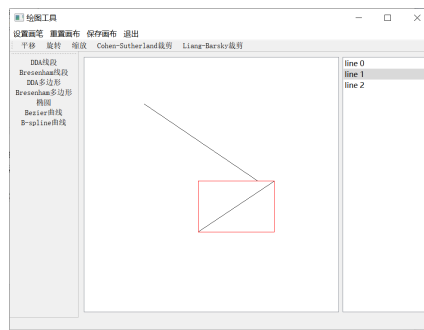 绘图工具
设置画笔 重置画布 保存画布 退出
平移 旋转 缩放 Cohen-Sutherland裁剪 Liang-Barsky裁剪
DDA线段
Bresenham线段
DDA多边形
Bresenham多边形
椭圆
Bezier曲线
B-spline曲线
line 0
line 1
line 2